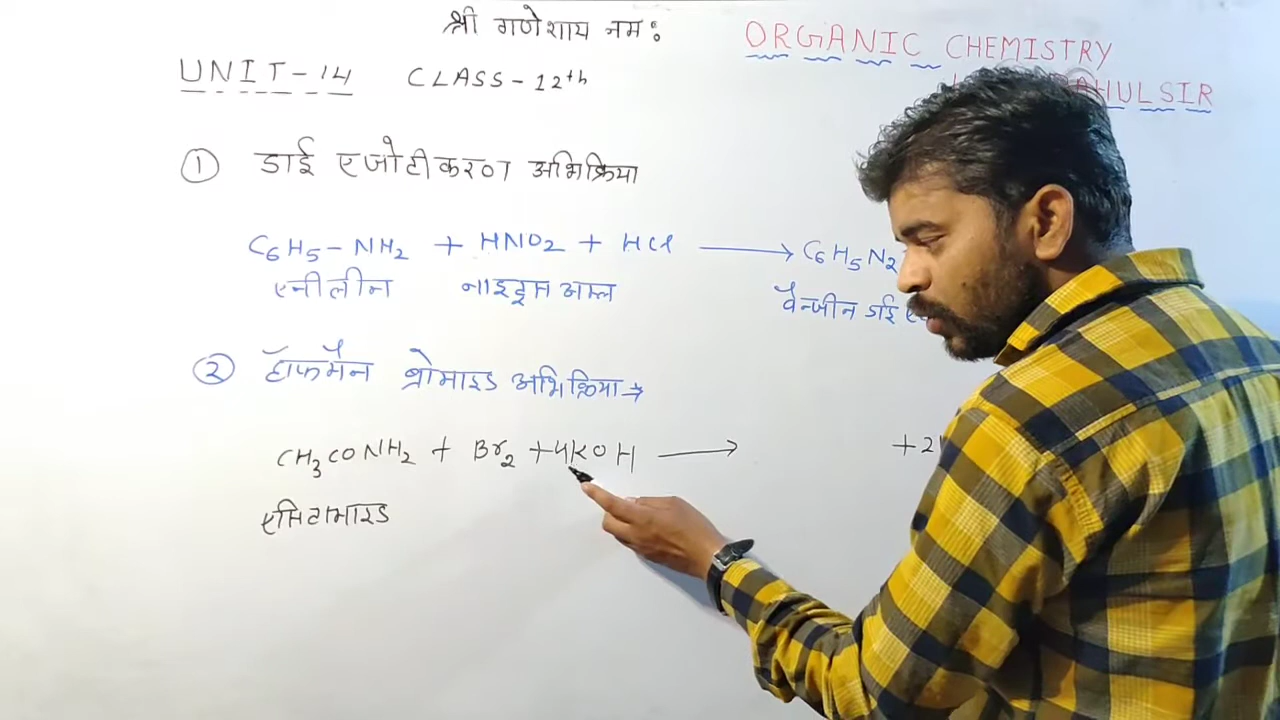 श्री गणेशाय नमः
ORGANIC CHEMISTRY
RAHUL SIR
UNIT-14 CLASS-12th
① डाई एजोटीकरण अभिक्रिया
C6H5-NH2 + HNO2 + HCl ⟶ C6H5N2
एनीलीन नाइट्रस अम्ल वैन्जीन डाई
② हॉफमैन ब्रोमाइड अभिक्रिया→
CH3CONH2 + Br2 +4KOH ⟶ +2
एसिटामाइड